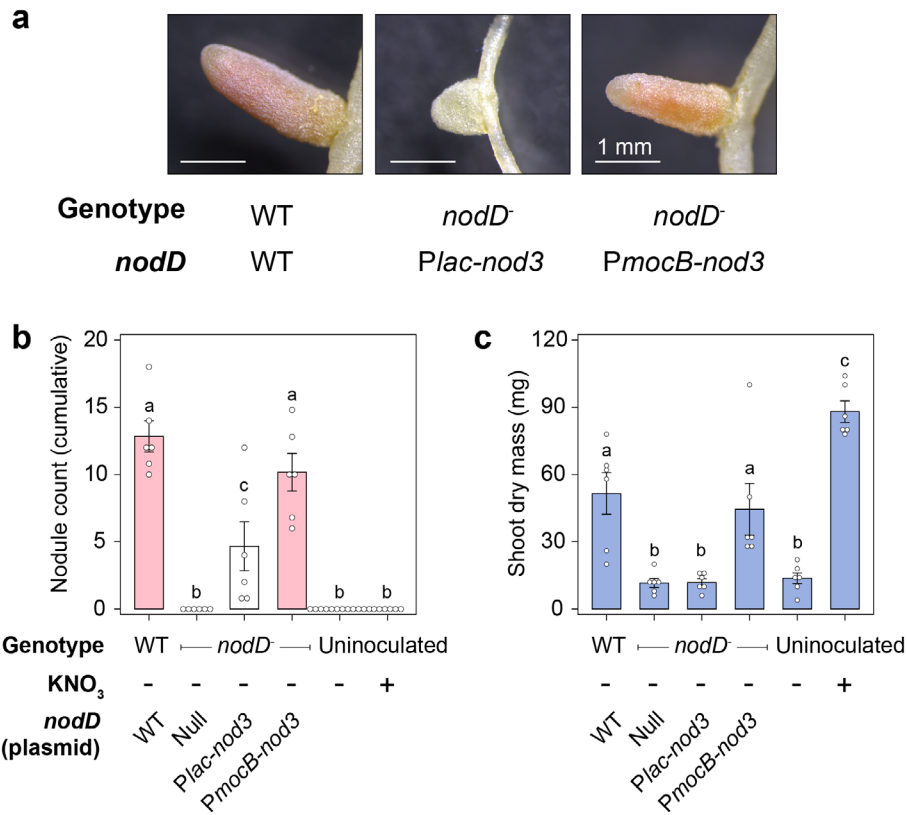 a
1 mm
Genotype WT nodD- nodD-
nodD WT Plac-nod3 PmocB-nod3
b
Nodule count (cumulative)
20
15
10
5
0
a
b
c
a
b
b
Genotype WT nodD- Uninoculated
KNO3 - - - - - +
nodD (plasmid) WT Null Plac-nod3 PmocB-nod3
c
Shoot dry mass (mg)
120
90
60
30
0
a
b
b
a
b
c
WT nodD- Uninoculated
- - - - - +
WT Null Plac-nod3 PmocB-nod3